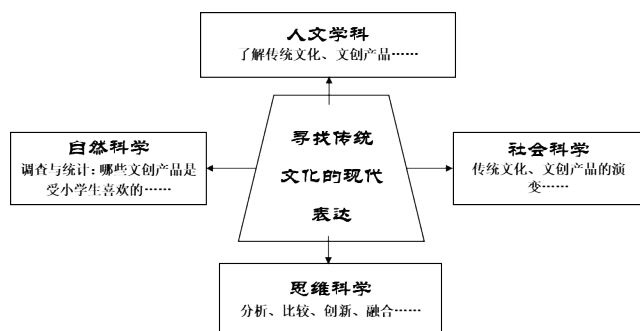 人文学科
了解传统文化、文创产品……
自然科学
调查与统计：哪些文创产品是
受小学生喜欢的……
寻找传统
文化的现代
表达
社会科学
传统文化、文创产品的演
变……
思维科学
分析、比较、创新、融合……